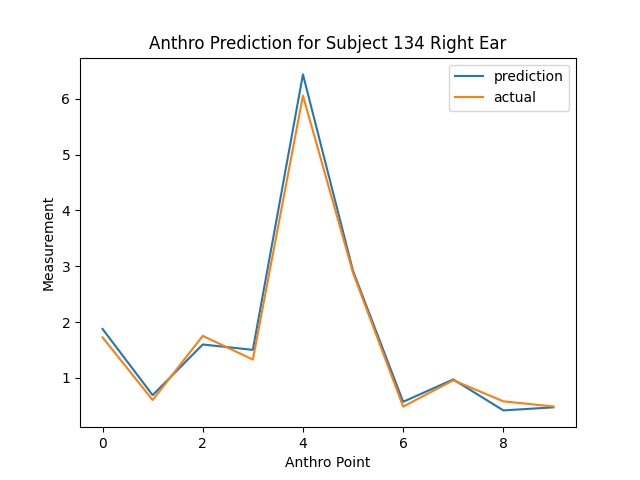 Anthro Prediction for Subject 134 Right Ear
prediction
actual
Measurement
6
5
4
3
2
1
0 2 4 6 8
Anthro Point